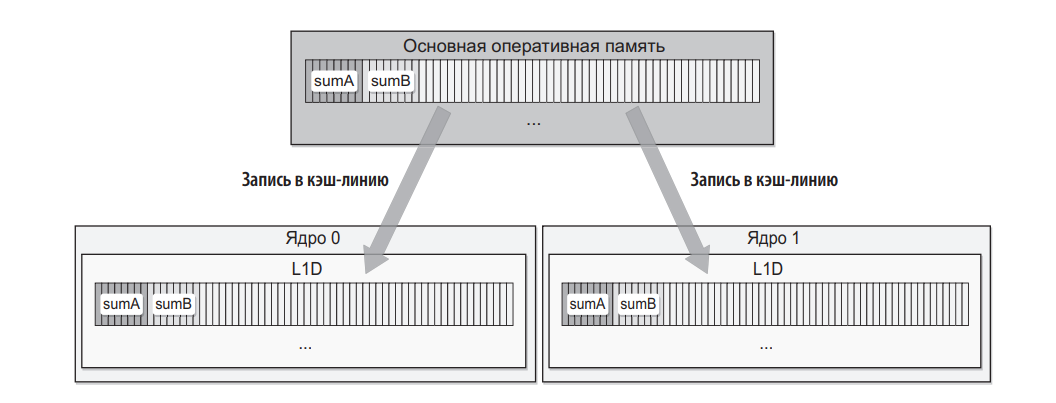 Основная оперативная память
sumA sumB
...
Запись в кэш-линию Запись в кэш-линию
Ядро 0 Ядро 1
L1D L1D
sumA sumB sumA sumB
... ...